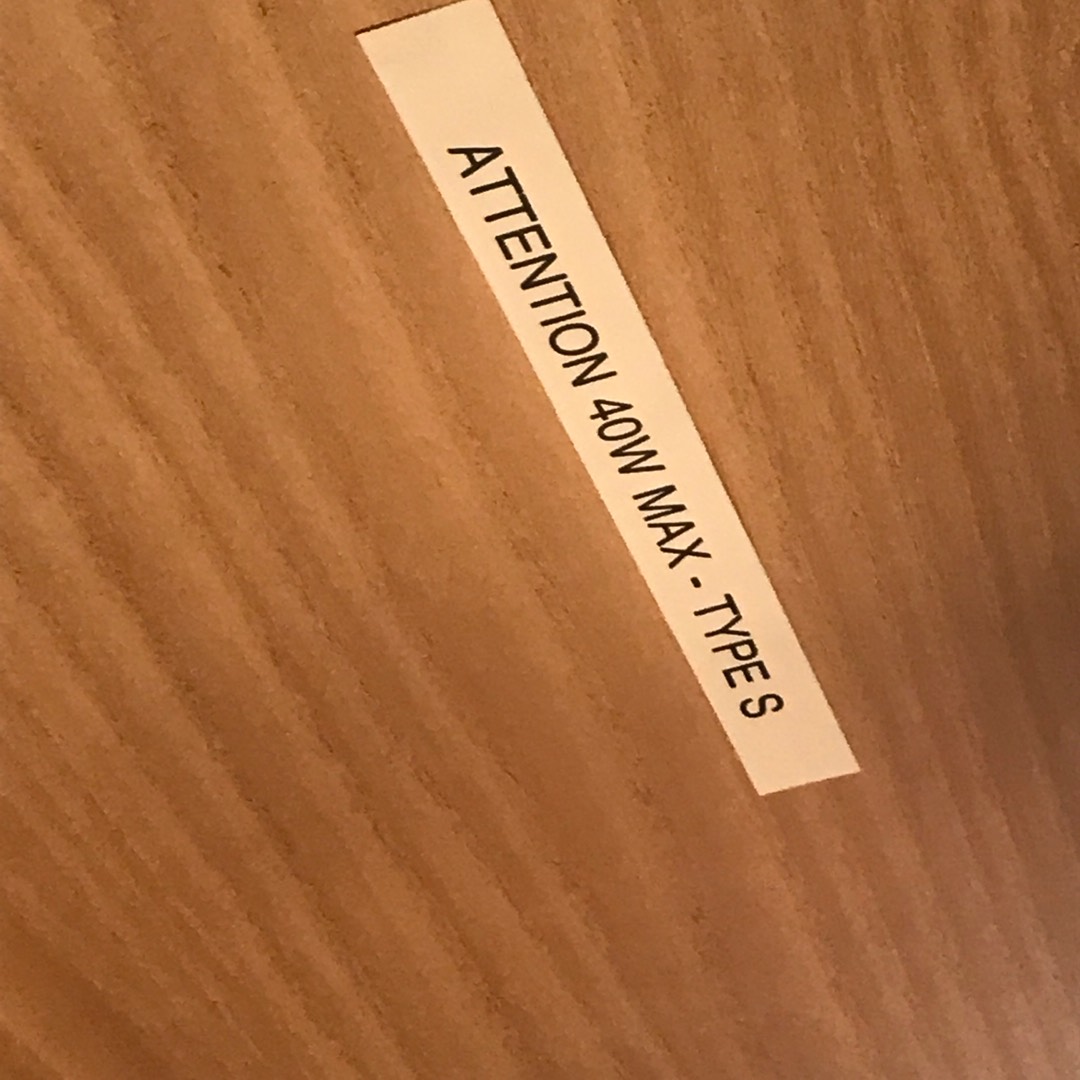 ATTENTION 40W MAX - TYPE S